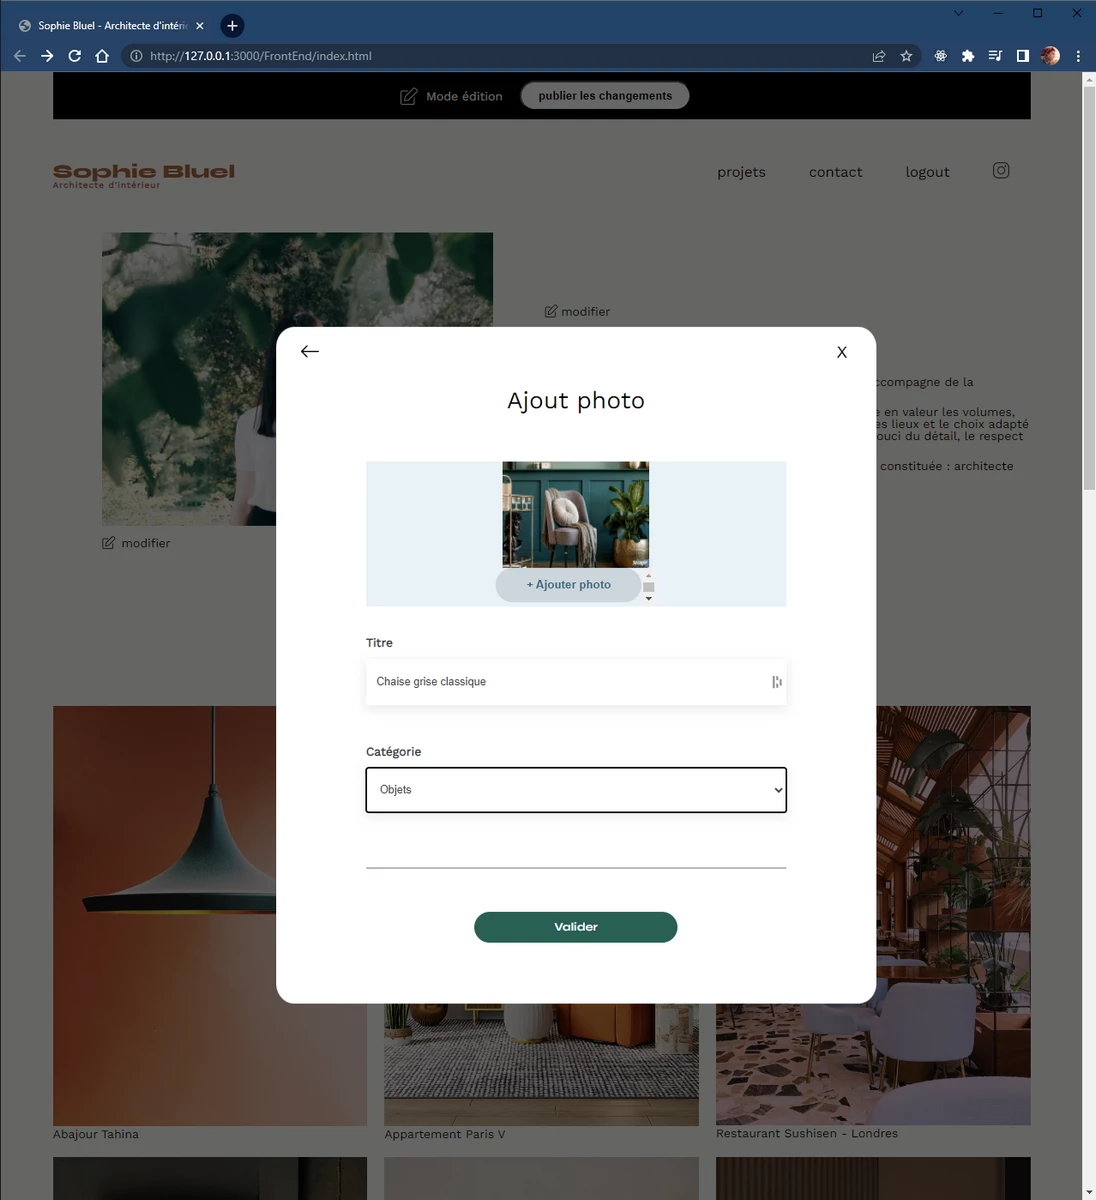 Sophie Bluel - Architecte d'intéri
http://127.0.0.1:3000/FrontEnd/index.html
Mode édition
publier les changements
Sophie Bluel
Architecte d'intérieur
projets
contact
logout
modifier
X
Ajout photo
ccompagne de la
e en valeur les volumes,
es lieux et le choix adapté
ouci du détail, le respect
constituée : architecte
+ Ajouter photo
modifier
Titre
Chaise grise classique
Catégorie
Objets
Valider
Abajour Tahina
Appartement Paris V
Restaurant Sushisen - Londres